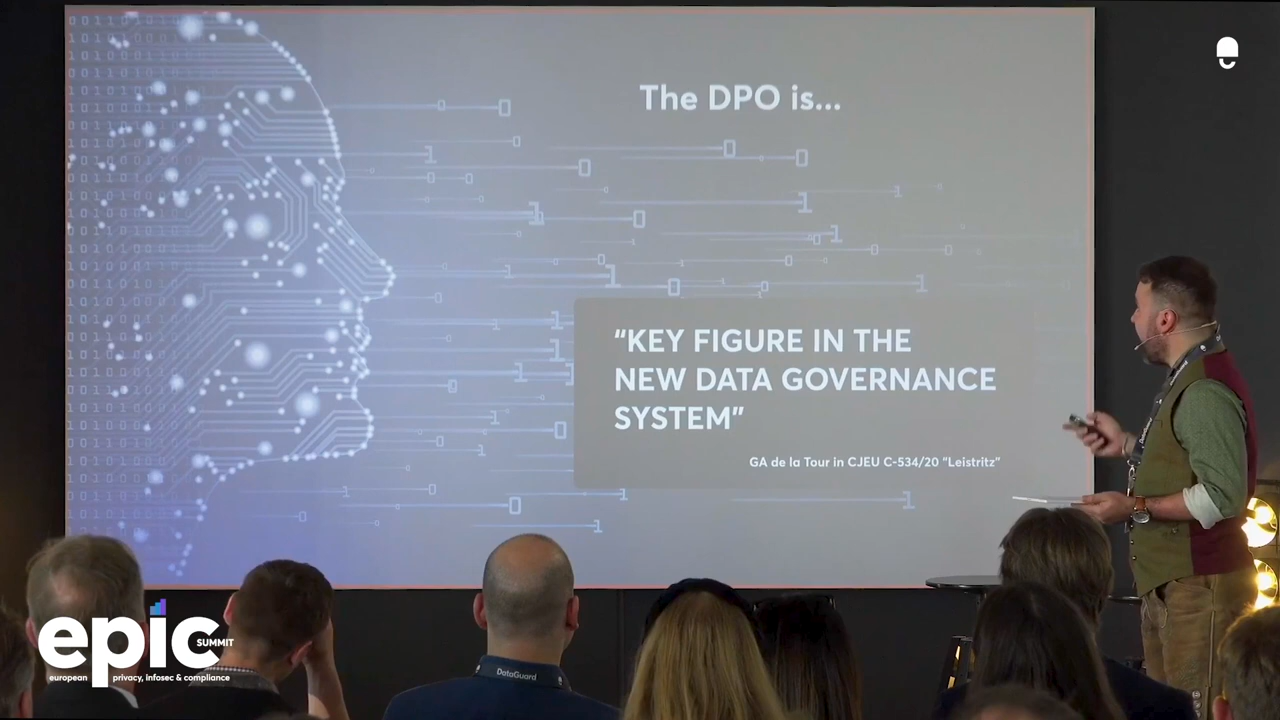 The DPO is...
“KEY FIGURE IN THE
NEW DATA GOVERNANCE
SYSTEM”
GA de la Tour in CJEU C-534/20 “Leistritz”
DataGuard
DataGuard
epic
SUMMIT
european privacy, infosec & compliance